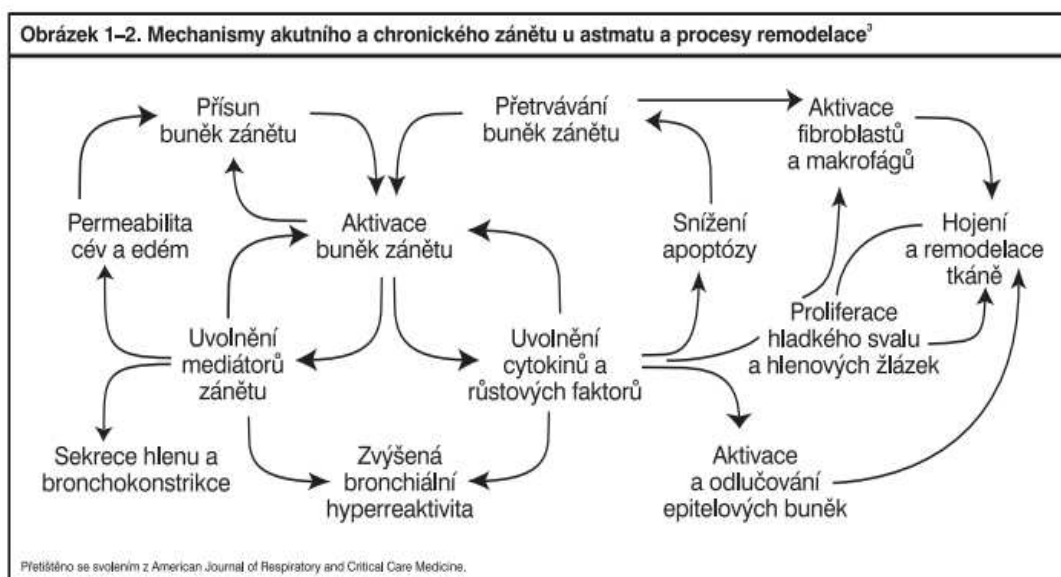 Obrázek 1–2. Mechanismy akutního a chronického zánětu u astmatu a procesy remodelace³
Přísun
buněk zánětu
Přetrvávání
buněk zánětu
Aktivace
fibroblastů
a makrofágů
Permeabilita
cév a edém
Aktivace
buněk zánětu
Snížení
apoptózy
Hojení
a remodelace
tkáně
Uvolnění
mediátorů
zánětu
Uvolnění
cytokinů a
růstových faktorů
Proliferace
hladkého svalu
a hlenových žlázek
Sekrece hlenu a
bronchokonstrikce
Zvýšená
bronchiální
hyperreaktivita
Aktivace
a odlučování
epitelových buněk
Přetištěno se svolením z American Journal of Respiratory and Critical Care Medicine.